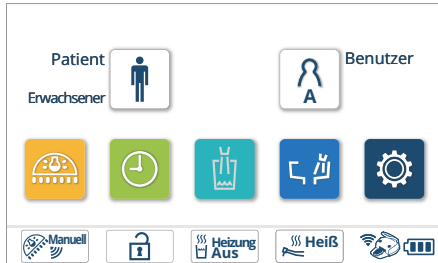 Patient
Benutzer
Erwachsener
A
Manuell
Heizung
Aus
Heiß